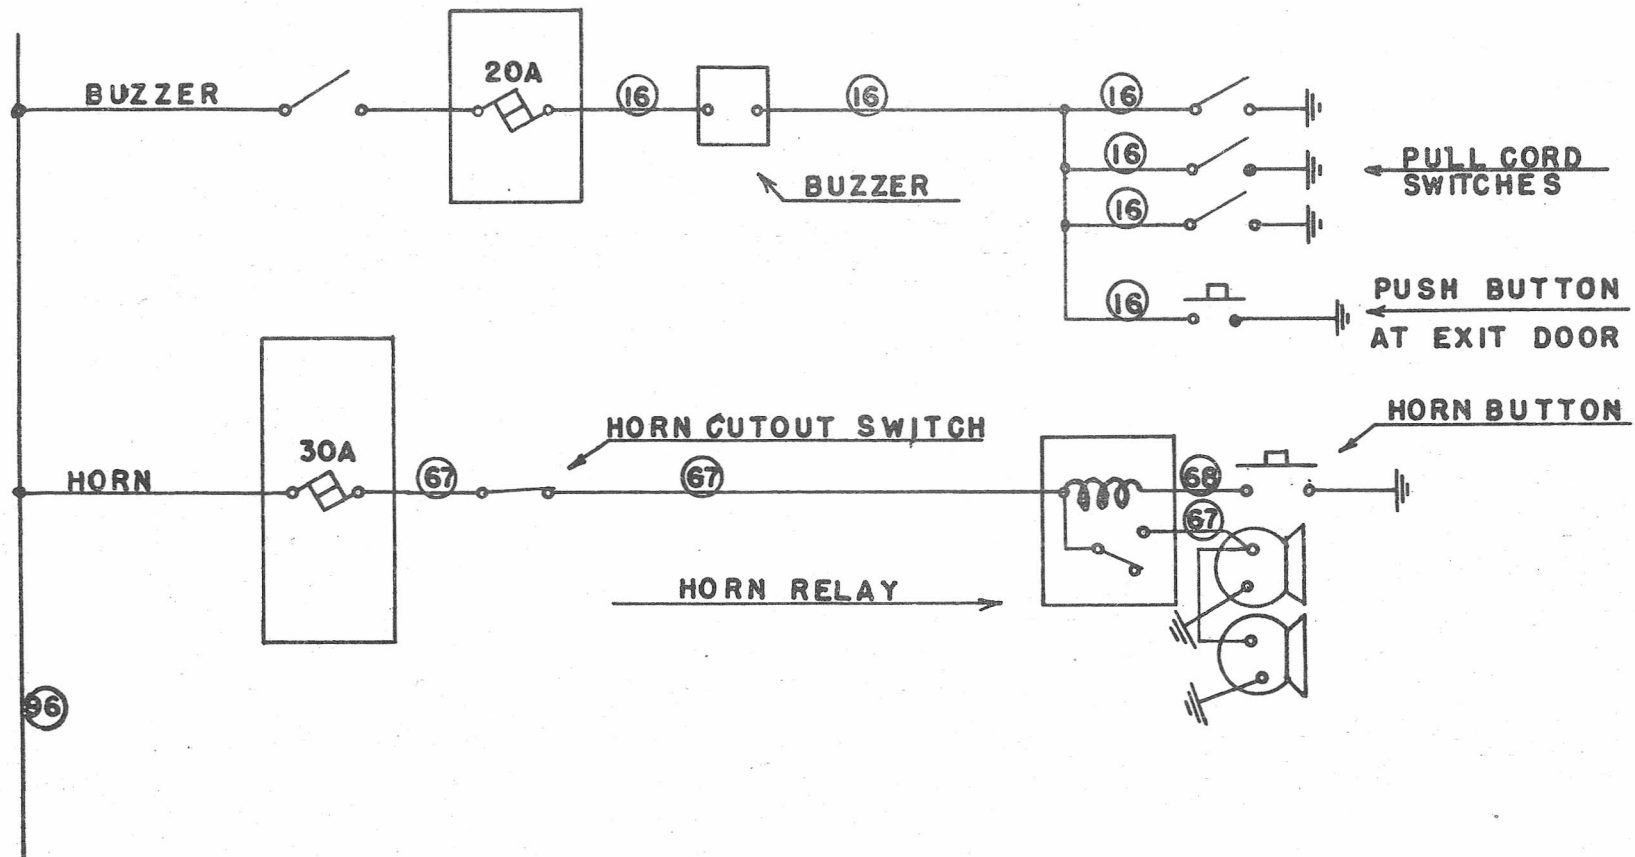 20A
BUZZER
16
16
16
16
PULL CORD
SWITCHES
BUZZER
16
16
PUSH BUTTON
AT EXIT DOOR
HORN BUTTON
HORN CUTOUT SWITCH
30A
HORN
67
67
68
67
HORN RELAY
96